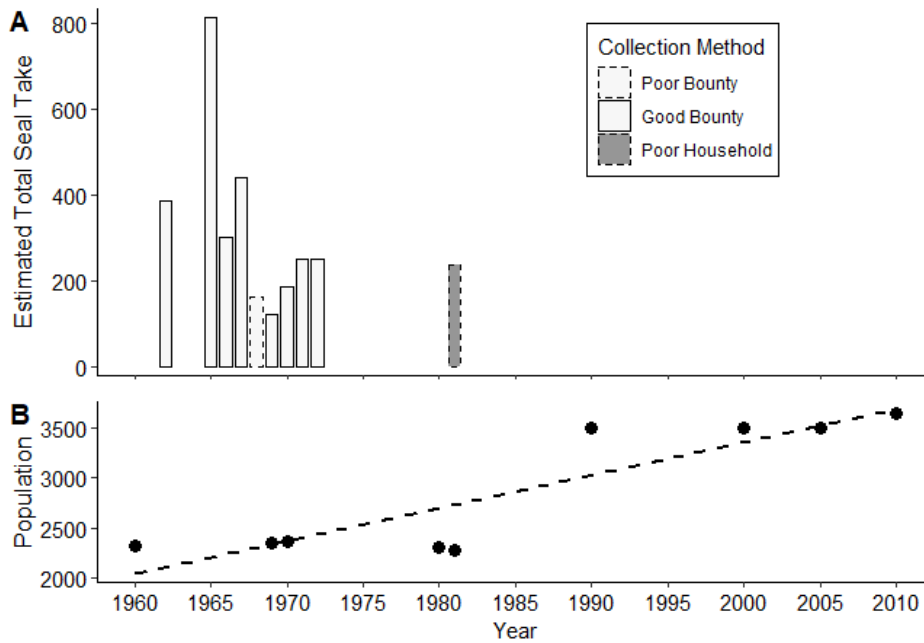 A
Estimated Total Seal Take
800
600
400
200
0
Collection Method
Poor Bounty
Good Bounty
Poor Household
B
Population
3500
3000
2500
2000
1960 1965 1970 1975 1980 1985 1990 1995 2000 2005 2010
Year